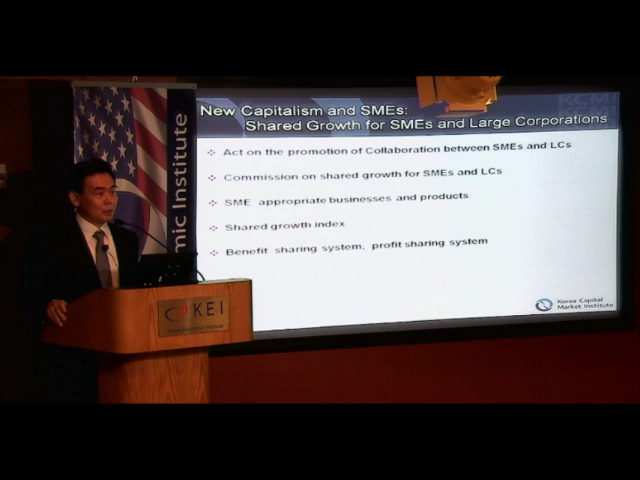 New Capitalism and SMEs:
Shared Growth for SMEs and Large Corporations
KCMI
Act on the promotion of Collaboration between SMEs and LCs
Commission on shared growth for SMEs and LCs
SME appropriate businesses and products
Shared growth index
Benefit sharing system, profit sharing system
Korea Capital
Market Institute
mic Institute
KEI